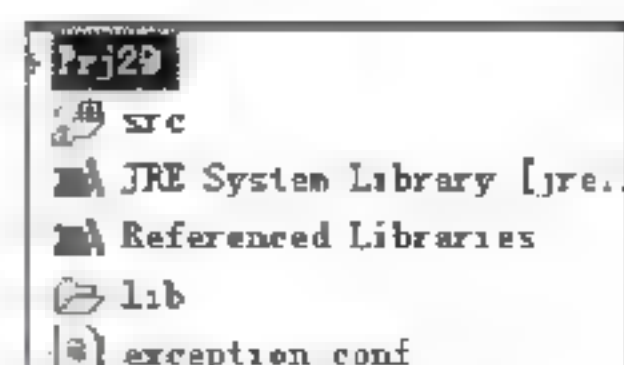 Prj29
src
JRE System Library [jre..
Referenced Libraries
lib
exception.conf